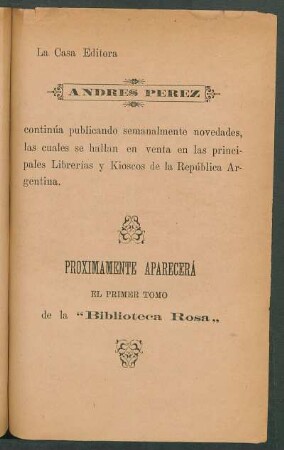 La Casa Editora
ANDRES PEREZ
continúa publicando semanalmente novedades,
las cuales se hallan en venta en las princi-
pales Librerías y Kioscos de la República Ar-
gentina.
PROXIMAMENTE APARECERÁ
EL PRIMER TOMO
de la "Biblioteca Rosa„